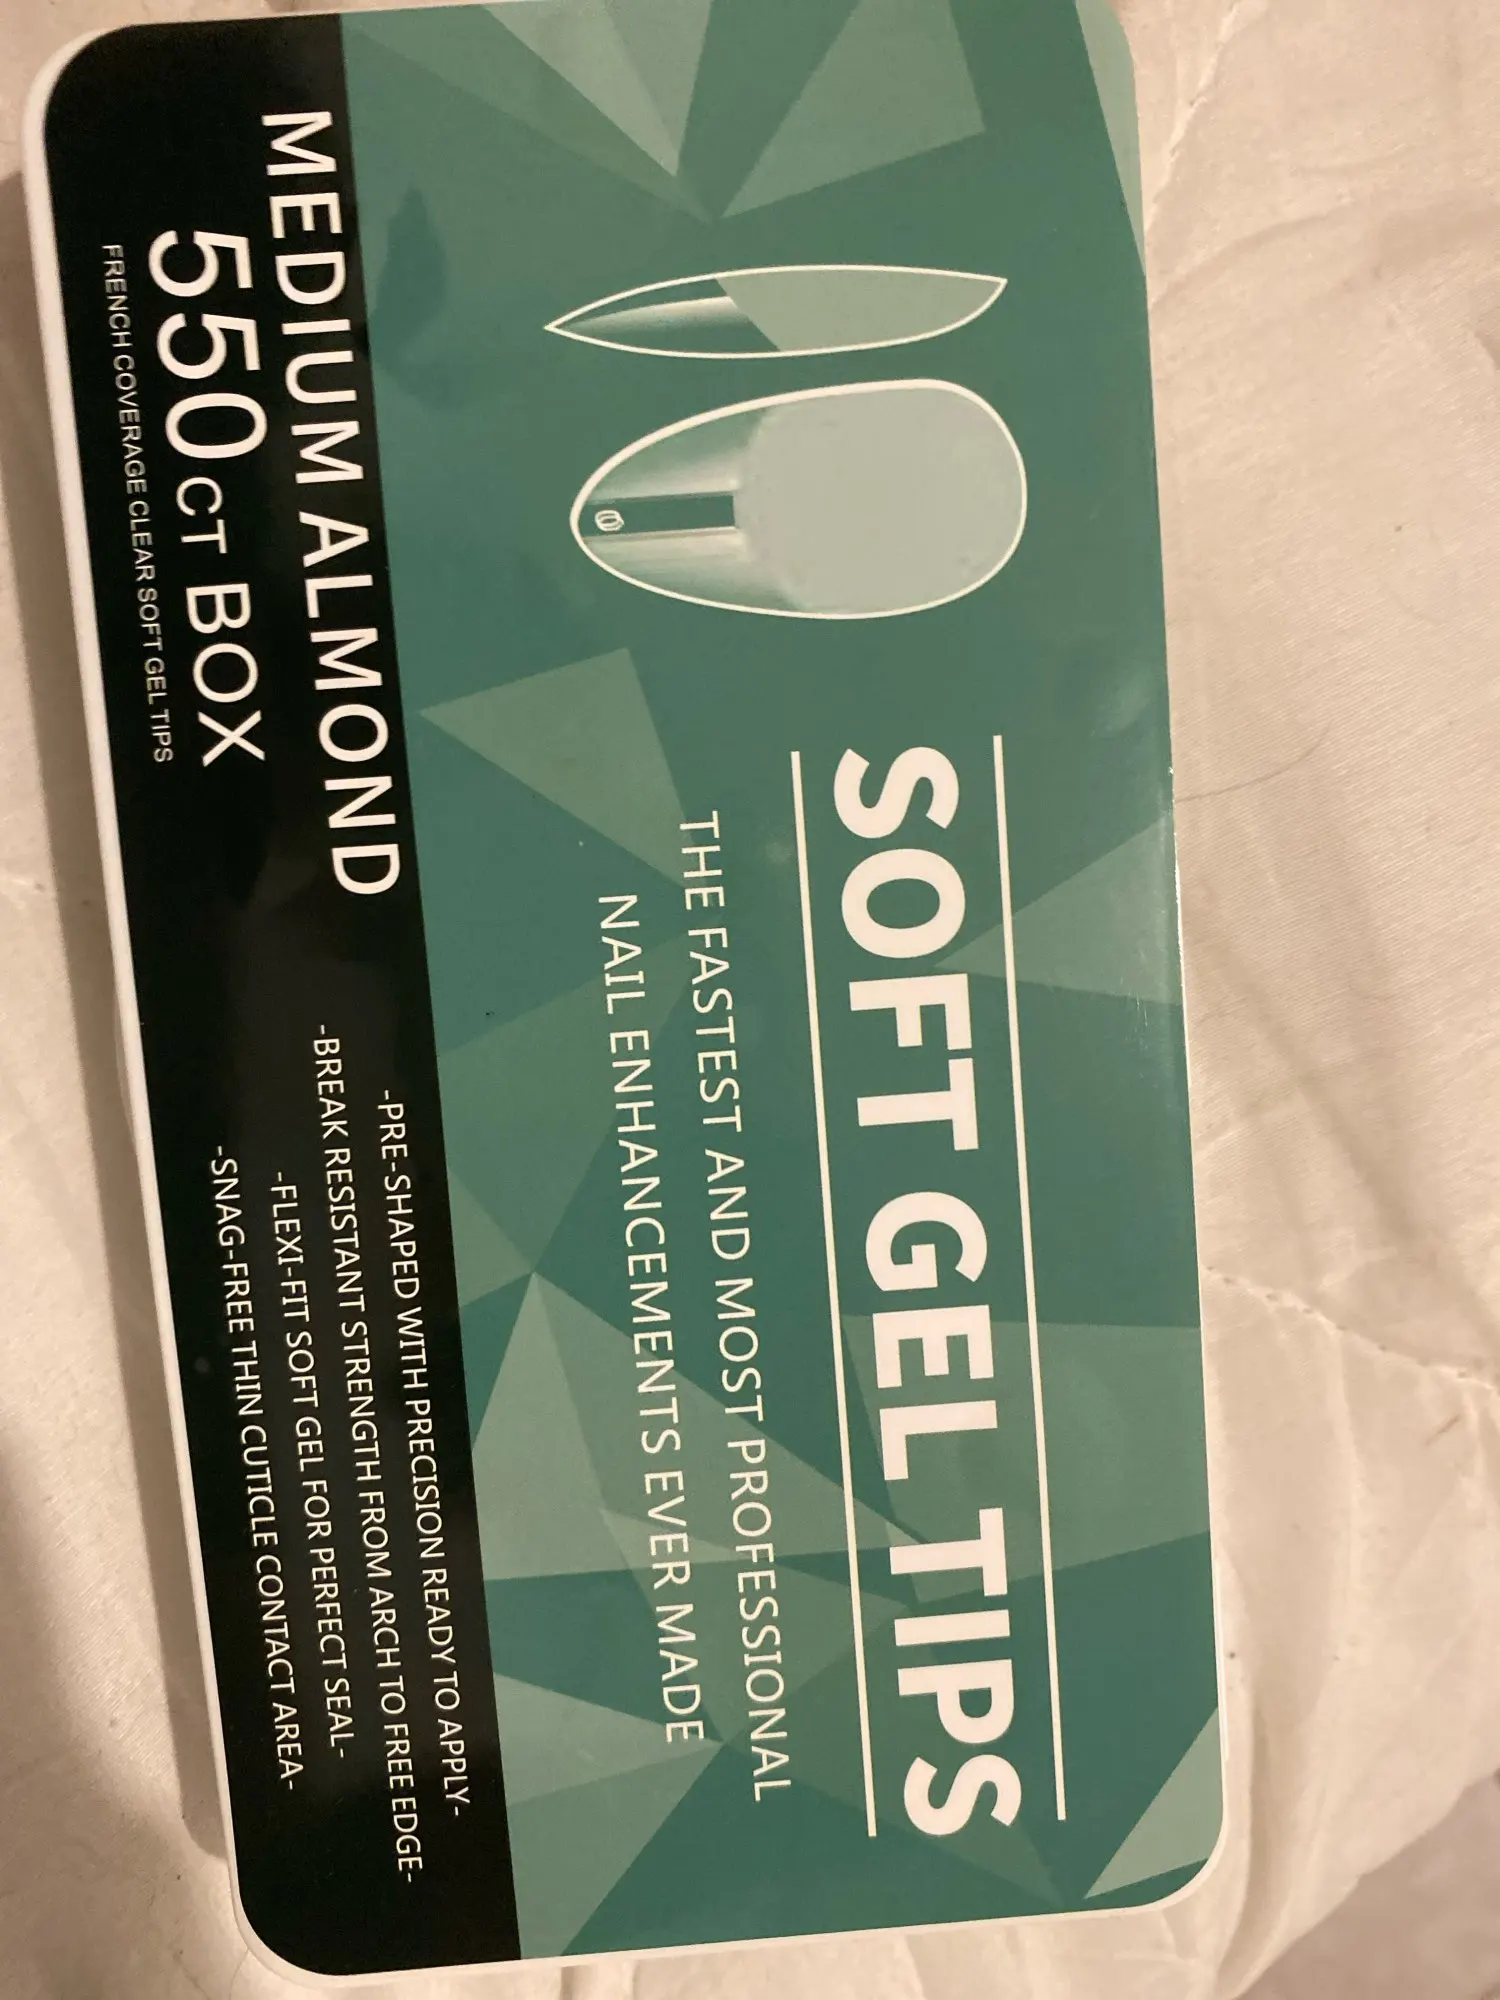 SOFT GEL TIPS
THE FASTEST AND MOST PROFESSIONAL
NAIL ENHANCEMENTS EVER MADE
MEDIUM ALMOND
550 CT BOX
FRENCH COVERAGE CLEAR SOFT GEL TIPS
-PRE-SHAPED WITH PRECISION READY TO APPLY-
-BREAK RESISTANT STRENGTH FROM ARCH TO FREE EDGE-
-FLEXI-FIT SOFT GEL FOR PERFECT SEAL-
-SNAG-FREE THIN CUTICLE CONTACT AREA-